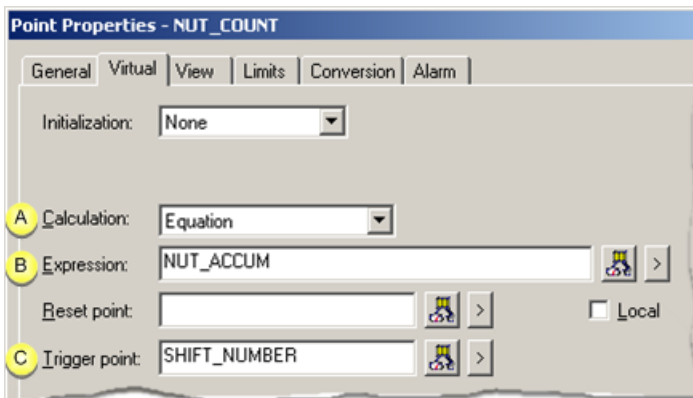 Point Properties - NUT_COUNT
General Virtual View Limits Conversion Alarm
Initialization: None
A Calculation: Equation
B Expression: NUT_ACCUM >
Reset point: > Local
C Trigger point: SHIFT_NUMBER >